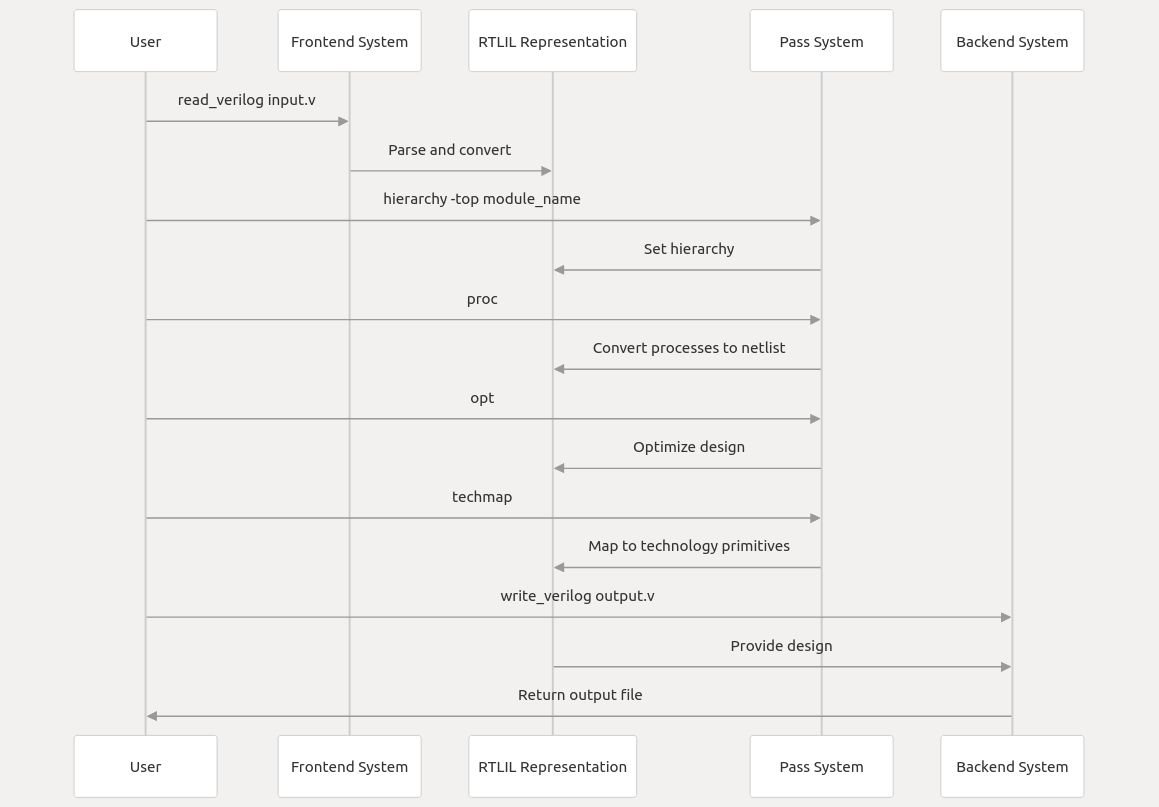 User
Frontend System
RTLIL Representation
Pass System
Backend System
read_verilog input.v
Parse and convert
hierarchy -top module_name
Set hierarchy
proc
Convert processes to netlist
opt
Optimize design
techmap
Map to technology primitives
write_verilog output.v
Provide design
Return output file
User
Frontend System
RTLIL Representation
Pass System
Backend System